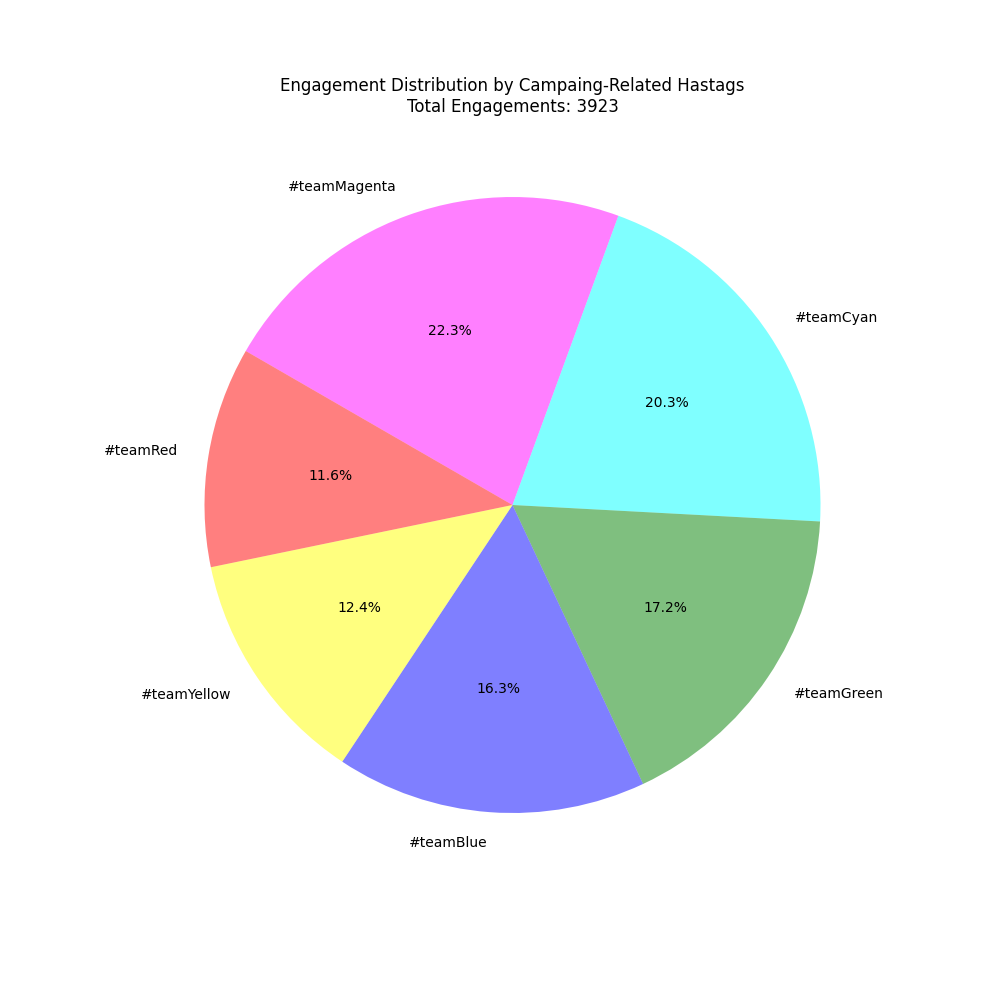 Engagement Distribution by Campaing-Related Hastags
Total Engagements: 3923
#teamMagenta
#teamCyan
22.3%
20.3%
#teamRed
11.6%
12.4%
17.2%
#teamYellow
16.3%
#teamGreen
#teamBlue